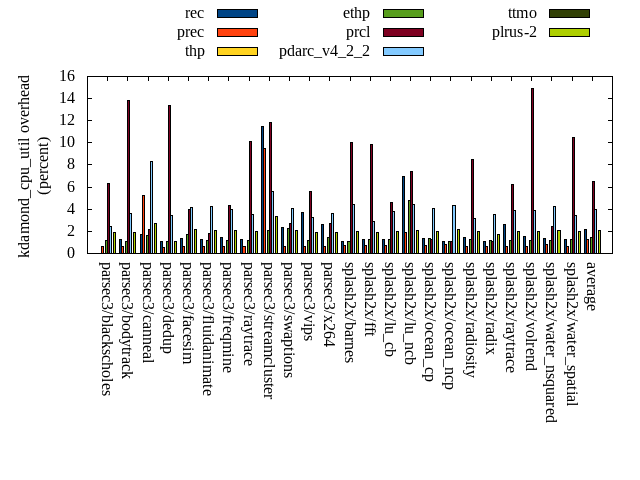 rec ethp ttmo
prec prcl plrus-2
thp pdarc_v4_2_2
kdamond_cpu_util overhead
(percent)
16
14
12
10
8
6
4
2
0
parsec3/blackscholes
parsec3/bodytrack
parsec3/canneal
parsec3/dedup
parsec3/facesim
parsec3/fluidanimate
parsec3/freqmine
parsec3/raytrace
parsec3/streamcluster
parsec3/swaptions
parsec3/vips
parsec3/x264
splash2x/barnes
splash2x/fft
splash2x/lu_cb
splash2x/lu_ncb
splash2x/ocean_cp
splash2x/ocean_ncp
splash2x/radiosity
splash2x/radix
splash2x/raytrace
splash2x/volrend
splash2x/water_nsquared
splash2x/water_spatial
average